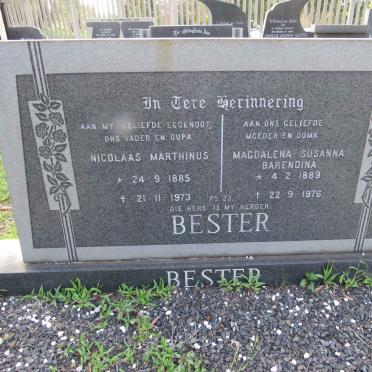 In Tere Herinnering
AAN MY GELIEFDE EGGENOOT,
ONS VADER EN OUPA
NICOLAAS MARTHINUS
* 24 - 9 - 1885
† 21 - 11 - 1973
AAN ONS GELIEFDE
MOEDER EN OUMA
MAGDALENA SUSANNA
BARENDINA
* 4 - 2 - 1889
† 22 - 9 - 1976
PS. 23.
DIE HERE IS MY HERDER.
BESTER
BESTER